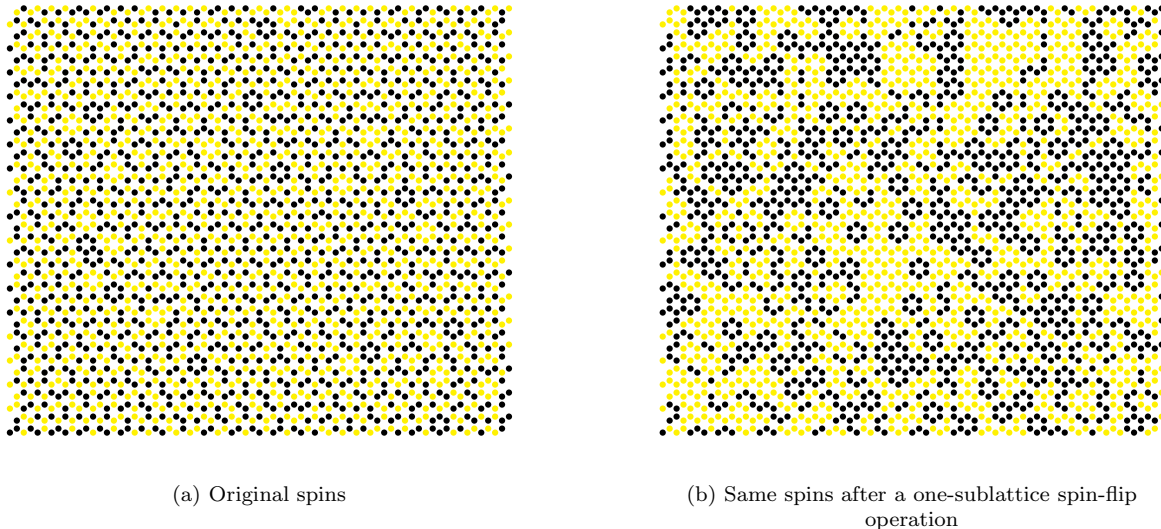 (a) Original spins
(b) Same spins after a one-sublattice spin-flip
operation